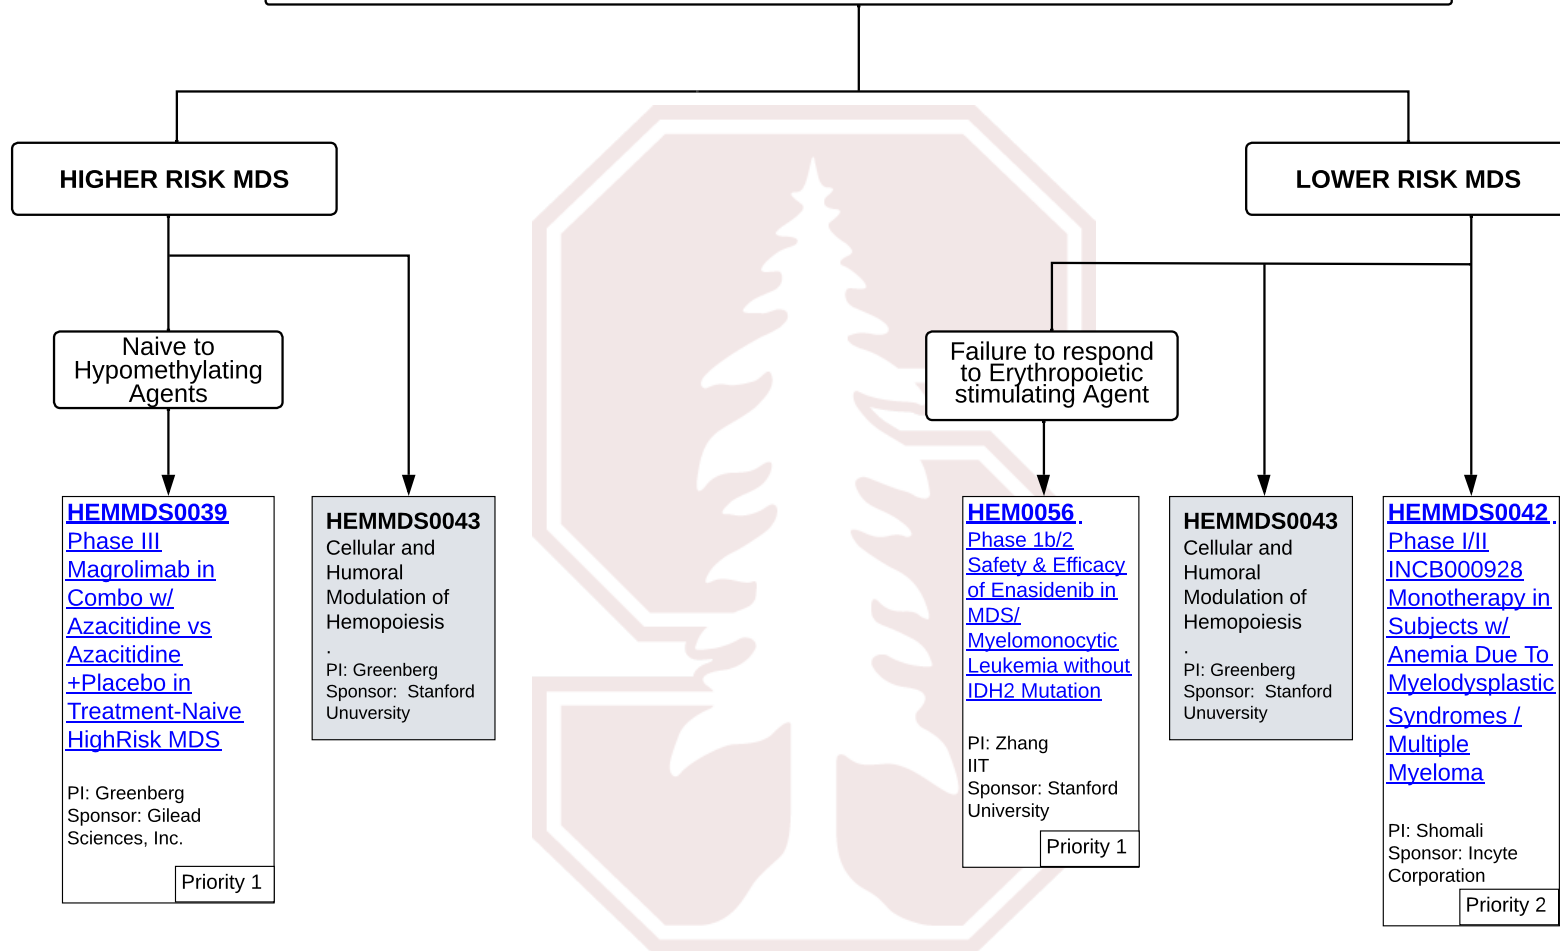 HIGHER RISK MDS
LOWER RISK MDS
Naive to
Hypomethylating
Agents
Failure to respond
to Erythropoietic
stimulating Agent
HEMMDS0039
Phase III
Magrolimab in
Combo w/
Azacitidine vs
Azacitidine
+Placebo in
Treatment-Naive
HighRisk MDS
PI: Greenberg
Sponsor: Gilead
Sciences, Inc.
Priority 1
HEMMDS0043
Cellular and
Humoral
Modulation of
Hemopoiesis
.
PI: Greenberg
Sponsor:  Stanford
Unuversity
HEM0056 .
Phase 1b/2
Safety & Efficacy
of Enasidenib in
MDS/
Myelomonocytic
Leukemia without
IDH2 Mutation
PI: Zhang
IIT
Sponsor: Stanford
University
Priority 1
HEMMDS0043
Cellular and
Humoral
Modulation of
Hemopoiesis
.
PI: Greenberg
Sponsor:  Stanford
Unuversity
HEMMDS0042 .
Phase I/II
INCB000928
Monotherapy in
Subjects w/
Anemia Due To
Myelodysplastic
Syndromes /
Multiple
Myeloma
PI: Shomali
Sponsor: Incyte
Corporation
Priority 2